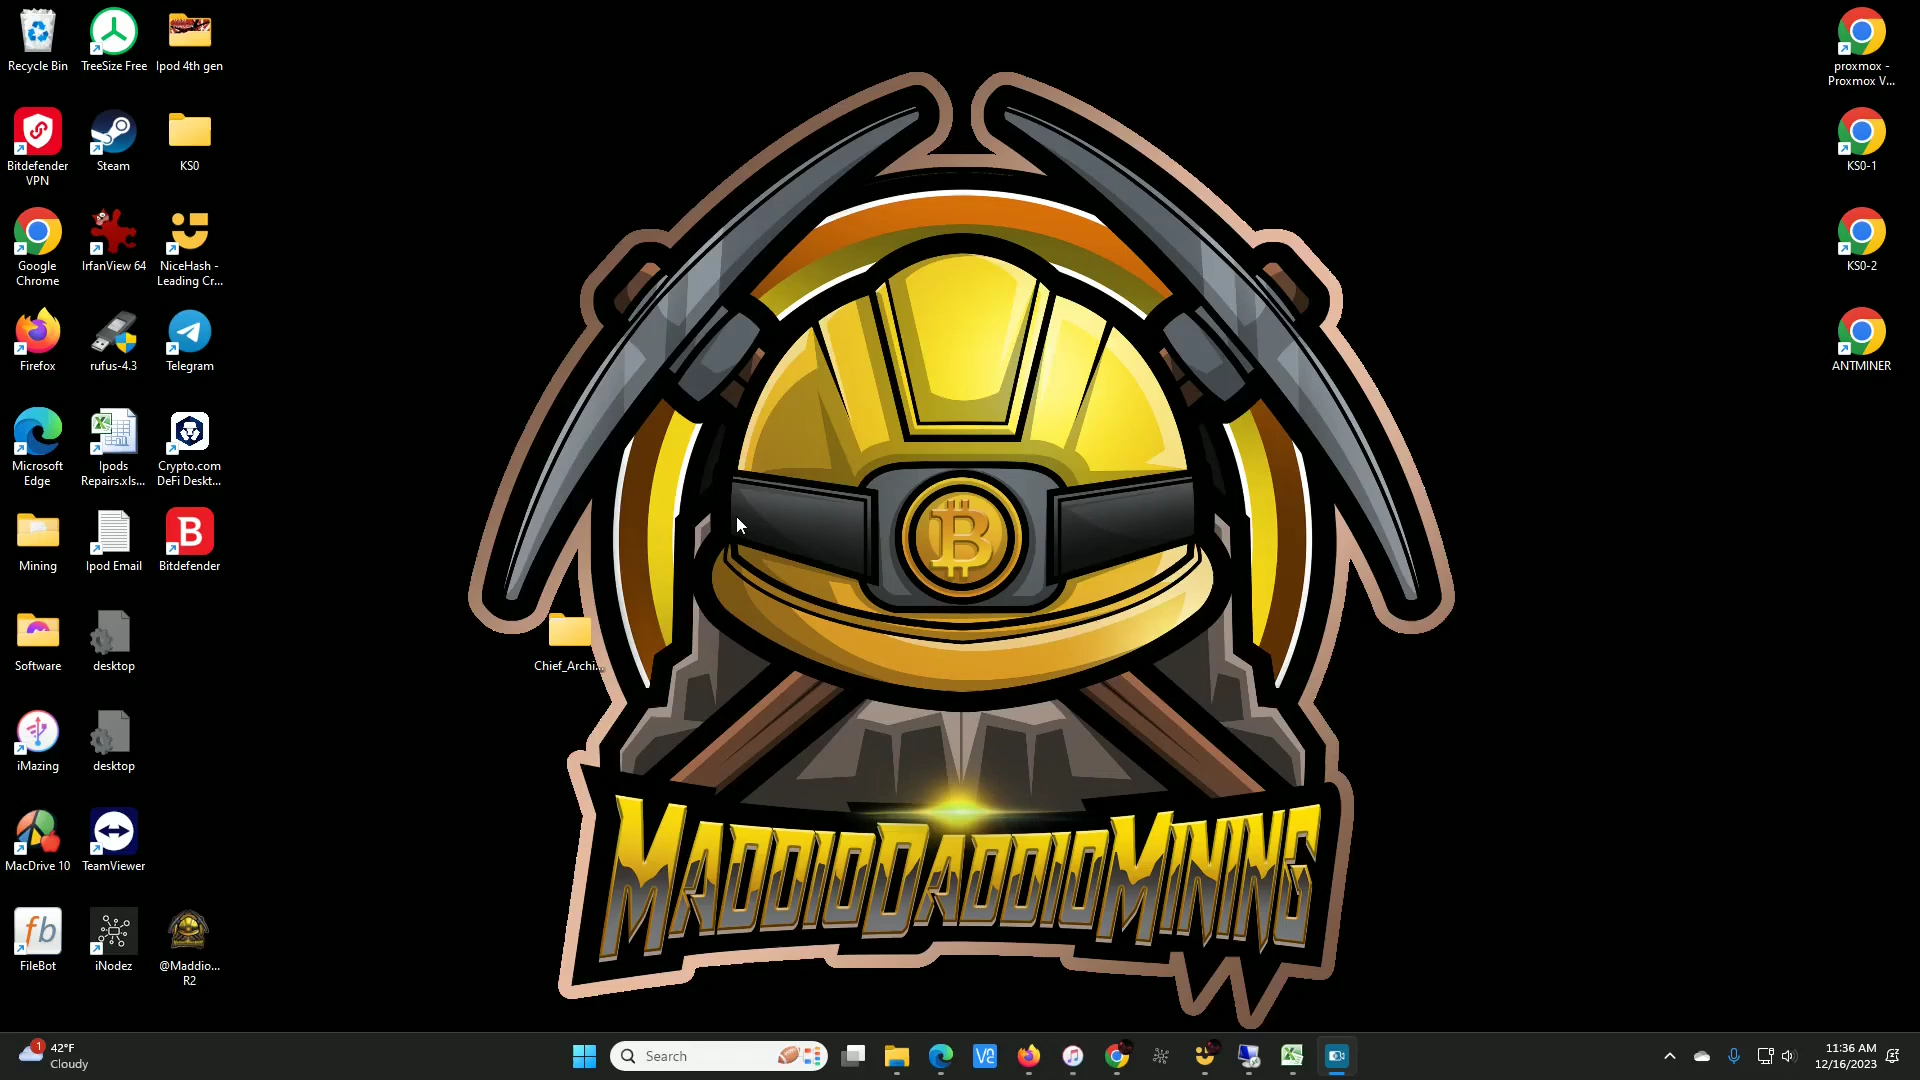 Recycle Bin
TreeSize Free
Ipod 4th gen
Bitdefender
VPN
Steam
KS0
Google
Chrome
IrfanView 64
NiceHash -
Leading Cr...
Firefox
rufus-4.3
Telegram
Microsoft
Edge
Ipods
Repairs.xls...
Crypto.com
DeFi Deskt...
Mining
Ipod Email
Bitdefender
Software
desktop
iMazing
desktop
MacDrive 10
TeamViewer
FileBot
iNodez
@Maddio...
R2
Chief_Archi...
MADDIODADDIOMINING
proxmox -
Proxmox V...
KS0-1
KS0-2
ANTMINER
1
42°F
Cloudy
Search
11:36 AM
12/16/2023